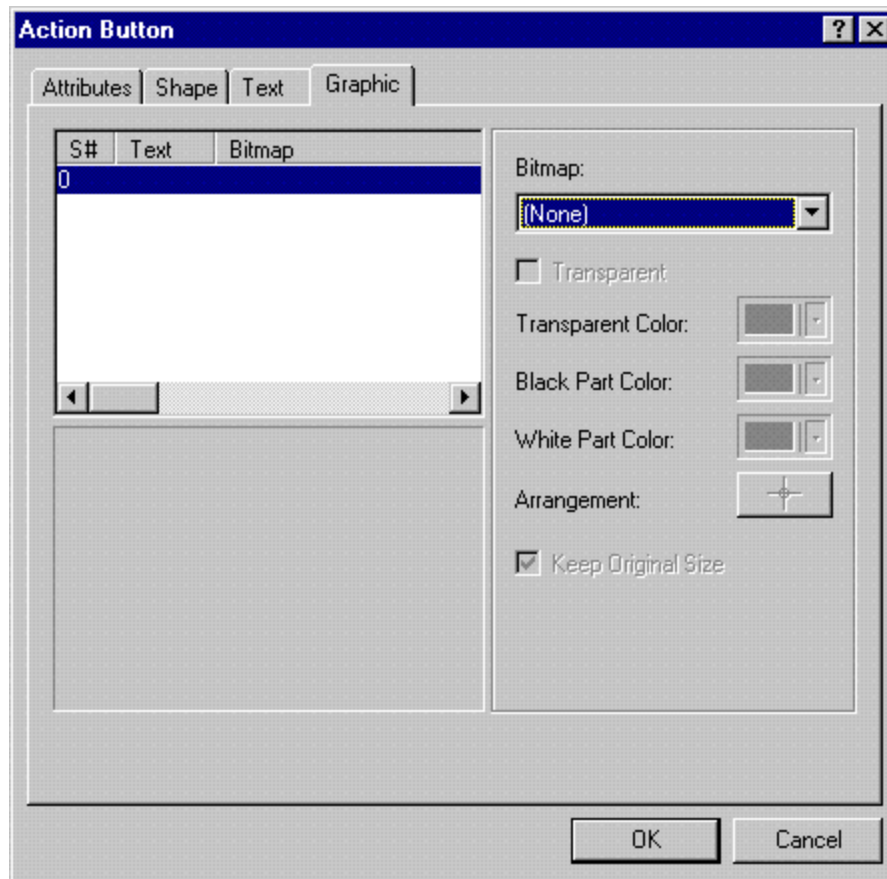 Action Button
Attributes Shape Text Graphic
S# Text Bitmap
0
Bitmap:
(None)
Transparent
Transparent Color:
Black Part Color:
White Part Color:
Arrangement:
Keep Original Size
OK Cancel